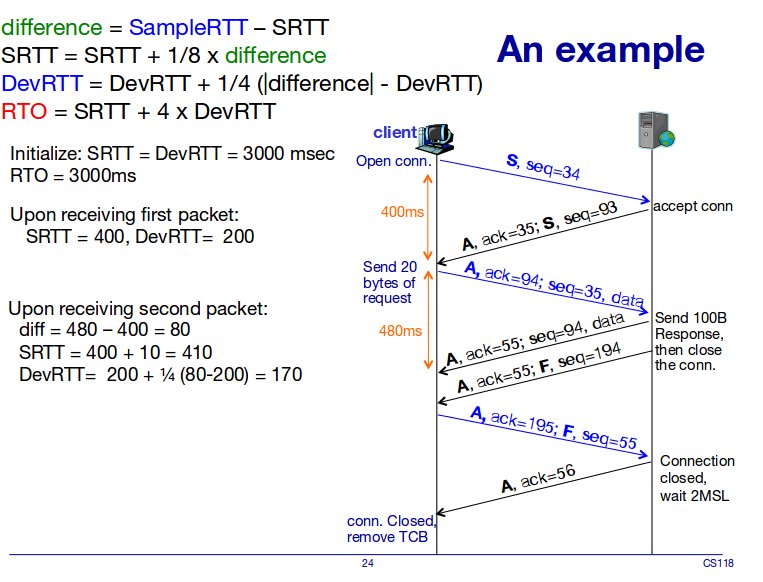 difference = SampleRTT – SRTT
SRTT = SRTT + 1/8 x difference
DevRTT = DevRTT + 1/4 (|difference| - DevRTT)
RTO = SRTT + 4 x DevRTT
An example
Initialize: SRTT = DevRTT = 3000 msec
RTO = 3000ms
Upon receiving first packet:
SRTT = 400, DevRTT= 200
Upon receiving second packet:
diff = 480 – 400 = 80
SRTT = 400 + 10 = 410
DevRTT= 200 + ¼ (80-200) = 170
client
Open conn.
S, seq=34
400ms
accept conn
A, ack=35; S, seq=93
Send 20
bytes of
request
A, ack=94; seq=35, data
480ms
Send 100B
Response,
then close
the conn.
A, ack=55; seq=94, data
A, ack=55; F, seq=194
A, ack=195; F, seq=55
Connection
closed,
wait 2MSL
A, ack=56
conn. Closed,
remove TCB
24
CS118